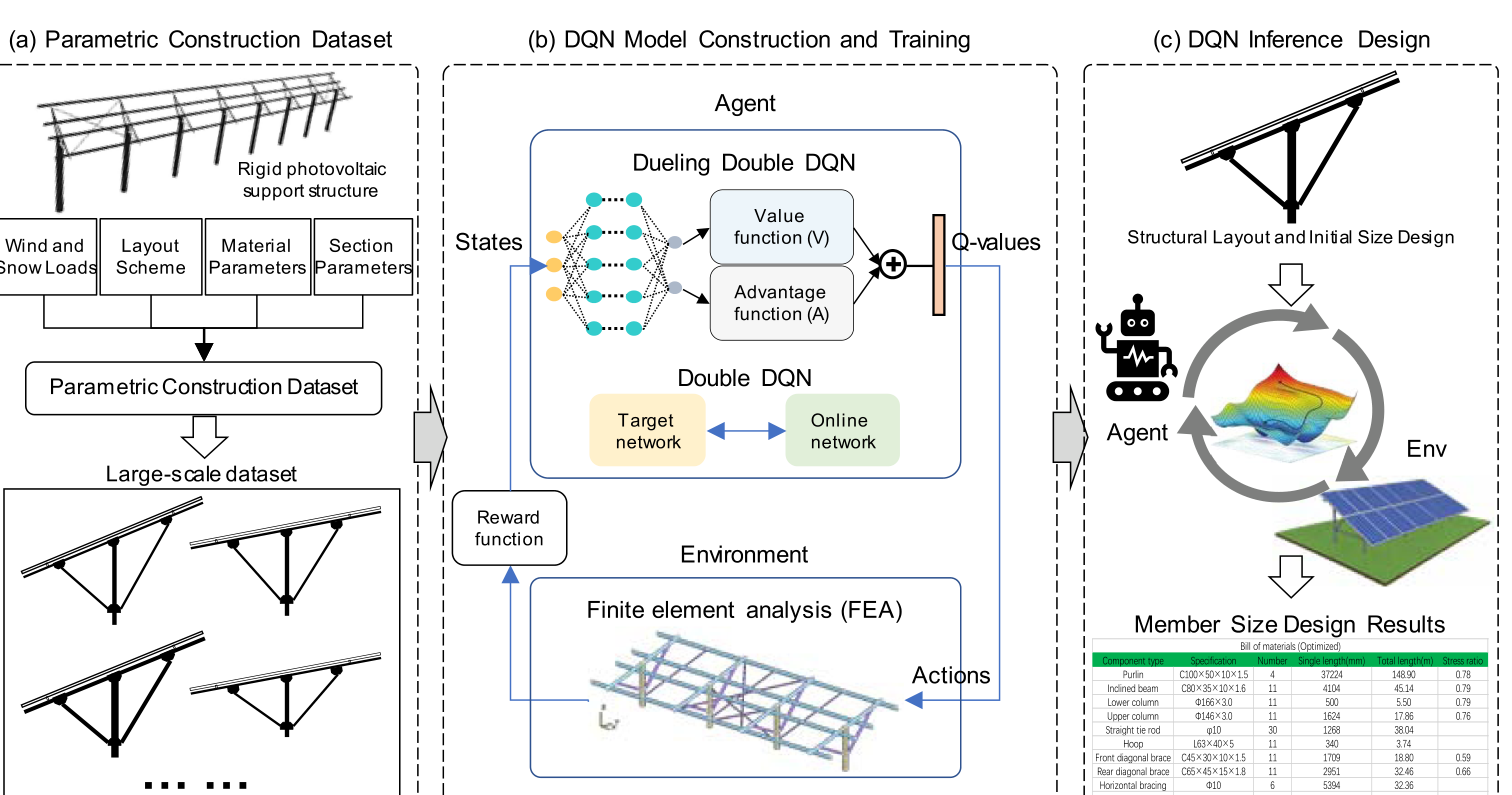 (a) Parametric Construction Dataset
Rigid photovoltaic
support structure
Wind and
Snow Loads
Layout
Scheme
Material
Parameters
Section
Parameters
Parametric Construction Dataset
Large-scale dataset
(b) DQN Model Construction and Training
Agent
Dueling Double DQN
States
Value
function (V)
Advantage
function (A)
Q-values
Double DQN
Target
network
Online
network
Reward
function
Environment
Finite element analysis (FEA)
Actions
(c) DQN Inference Design
Structural Layout and Initial Size Design
Agent
Env
Member Size Design Results
Bill of materials (Optimized)
Component type Specification Number Single length(mm) Total length(m) Stress ratio
Purlin C100×50×10×1.5 4 37224 148.90 0.78
Inclined beam C80×35×10×1.6 11 4104 45.14 0.79
Lower column Φ166×3.0 11 500 5.50 0.79
Upper column Φ146×3.0 11 1624 17.86 0.76
Straight tie rod φ10 30 1268 38.04
Hoop L63×40×5 11 340 3.74
Front diagonal brace C45×30×10×1.5 11 1709 18.80 0.59
Rear diagonal brace C65×45×15×1.8 11 2951 32.46 0.66
Horizontal bracing Φ10 6 5394 32.36